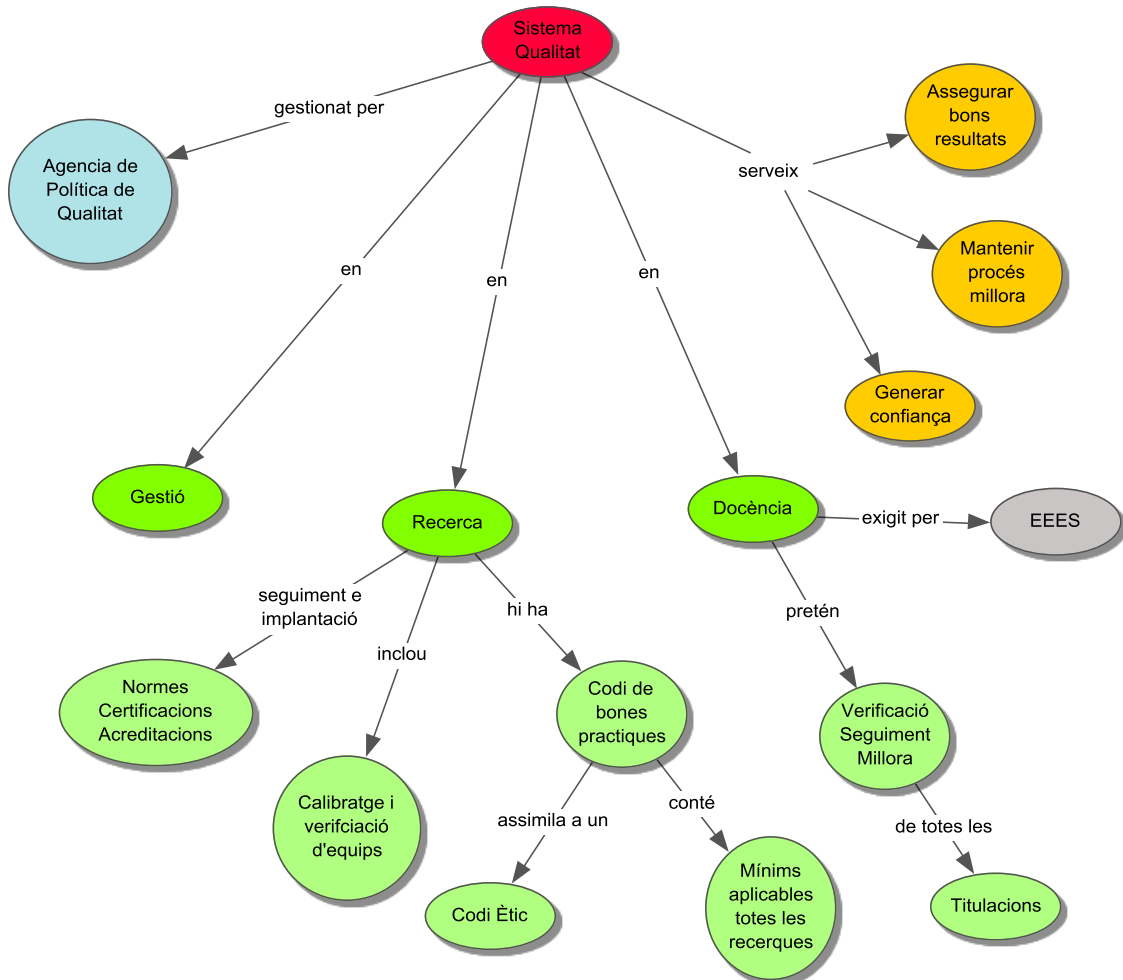 Sistema
Qualitat
gestionat per
Agencia de
Política de
Qualitat
serveix
Assegurar
bons
resultats
Mantenir
procés
millora
Generar
confiança
en
en
en
Gestió
Recerca
Docència
exigit per
EEES
seguiment e
implantació
inclou
hi ha
pretén
Normes
Certificacions
Acreditacions
Calibratge i
verifciació
d'equips
Codi de
bones
practiques
Verificació
Seguiment
Millora
assimila a un
conté
de totes les
Codi Ètic
Mínims
aplicables
totes les
recerques
Titulacions